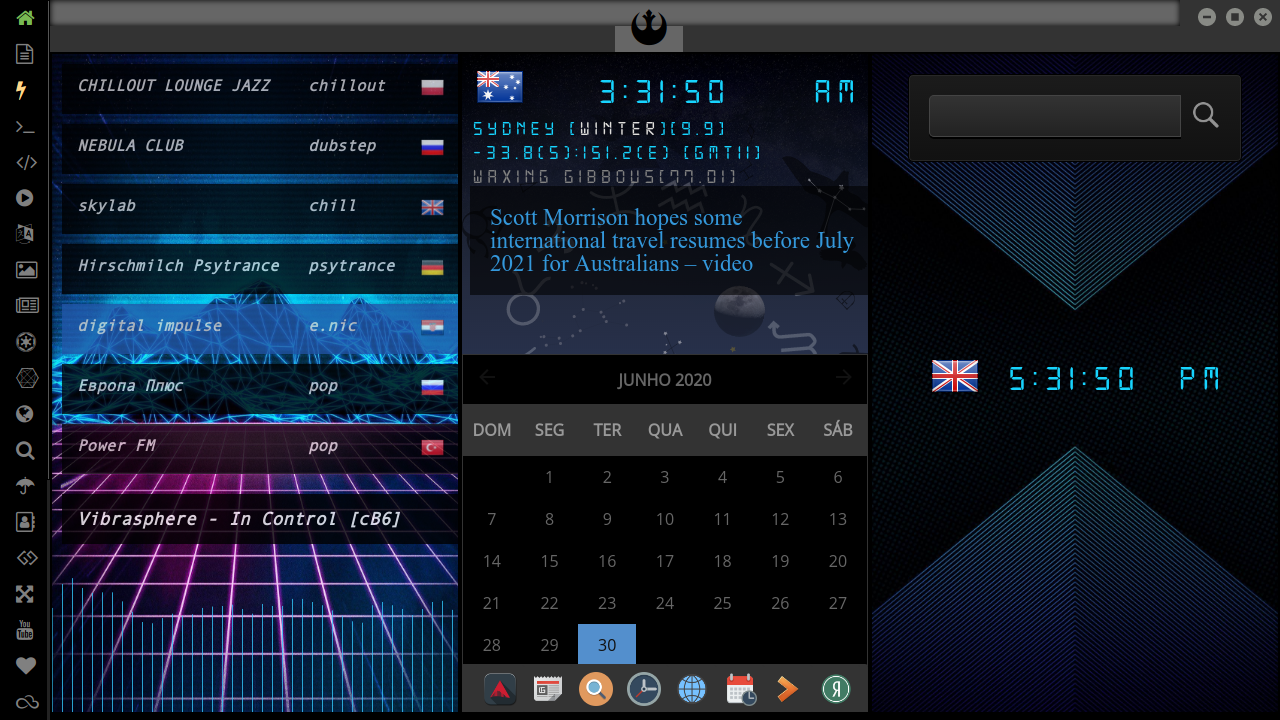 CHILLOUT LOUNGE JAZZ chillout
NEBULA CLUB dubstep
skylab chill
Hirschmilch Psytrance psytrance
digital impulse e.nic
Европа Плюс pop
Power FM pop
Vibrasphere - In Control [cB6]
3:31:50 AM
SYDNEY [WINTER][9.9]
-33.8(S):151.2(E) [GMT11]
WAXING GIBBOUS[77.01]
Scott Morrison hopes some
international travel resumes before July
2021 for Australians – video
JUNHO 2020
DOM SEG TER QUA QUI SEX SÁB
1 2 3 4 5 6
7 8 9 10 11 12 13
14 15 16 17 18 19 20
21 22 23 24 25 26 27
28 29 30
5:31:50 PM
You
Tube
Я